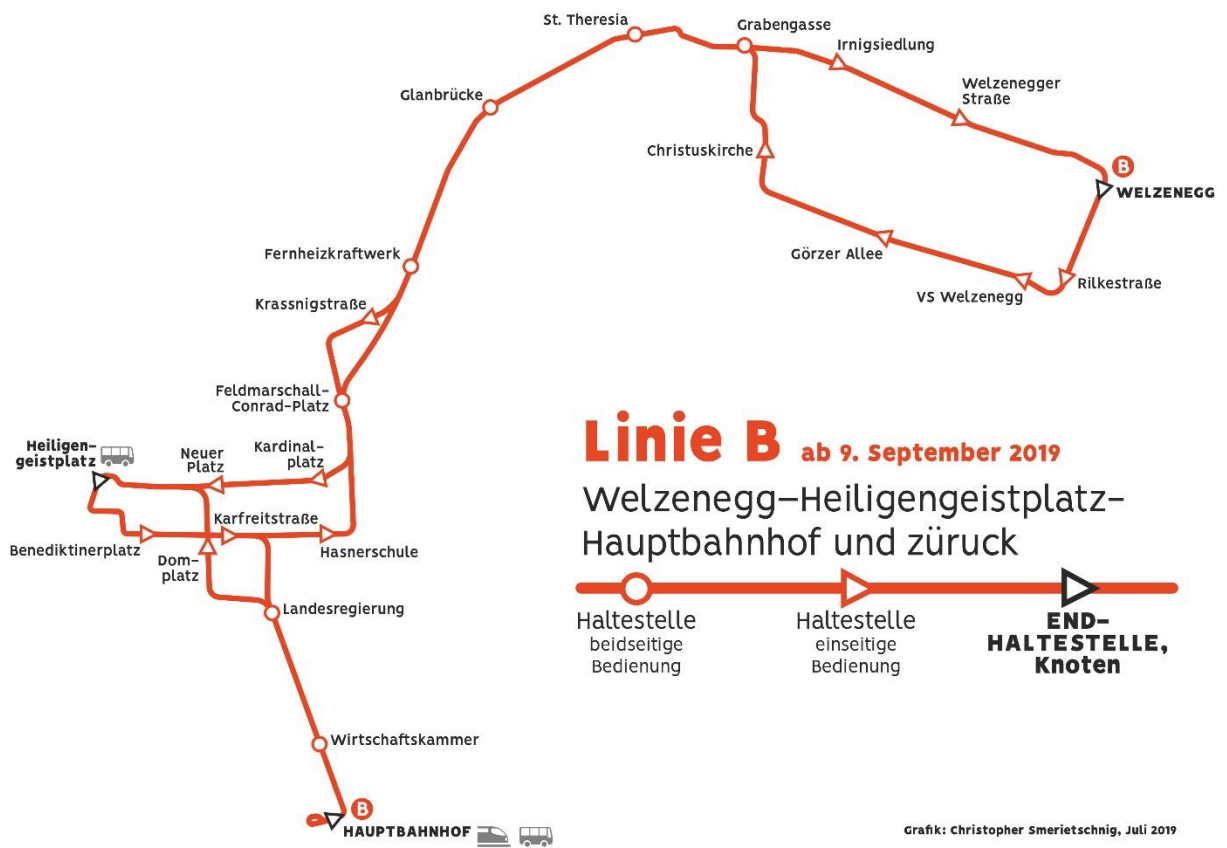 St. Theresia
Grabengasse
Irnigsiedlung
Welzenegger
Straße
Glanbrücke
Christuskirche
B
WELZENEGG
Fernheizkraftwerk
Görzer Allee
VS Welzenegg
Rilkestraße
Krassnigstraße
Feldmarschall-
Conrad-Platz
Heiligen-
geistplatz
Neuer
Platz
Kardinal-
platz
Benediktinerplatz
Karfreitstraße
Hasnerschule
Dom-
platz
Landesregierung
Wirtschaftskammer
B
HAUPTBAHNHOF
Linie B ab 9. September 2019
Welzenegg–Heiligengeistplatz–
Hauptbahnhof und züruck
Haltestelle
beidseitige
Bedienung
Haltestelle
einseitige
Bedienung
END-
HALTESTELLE,
Knoten
Grafik: Christopher Smerietschnig, Juli 2019